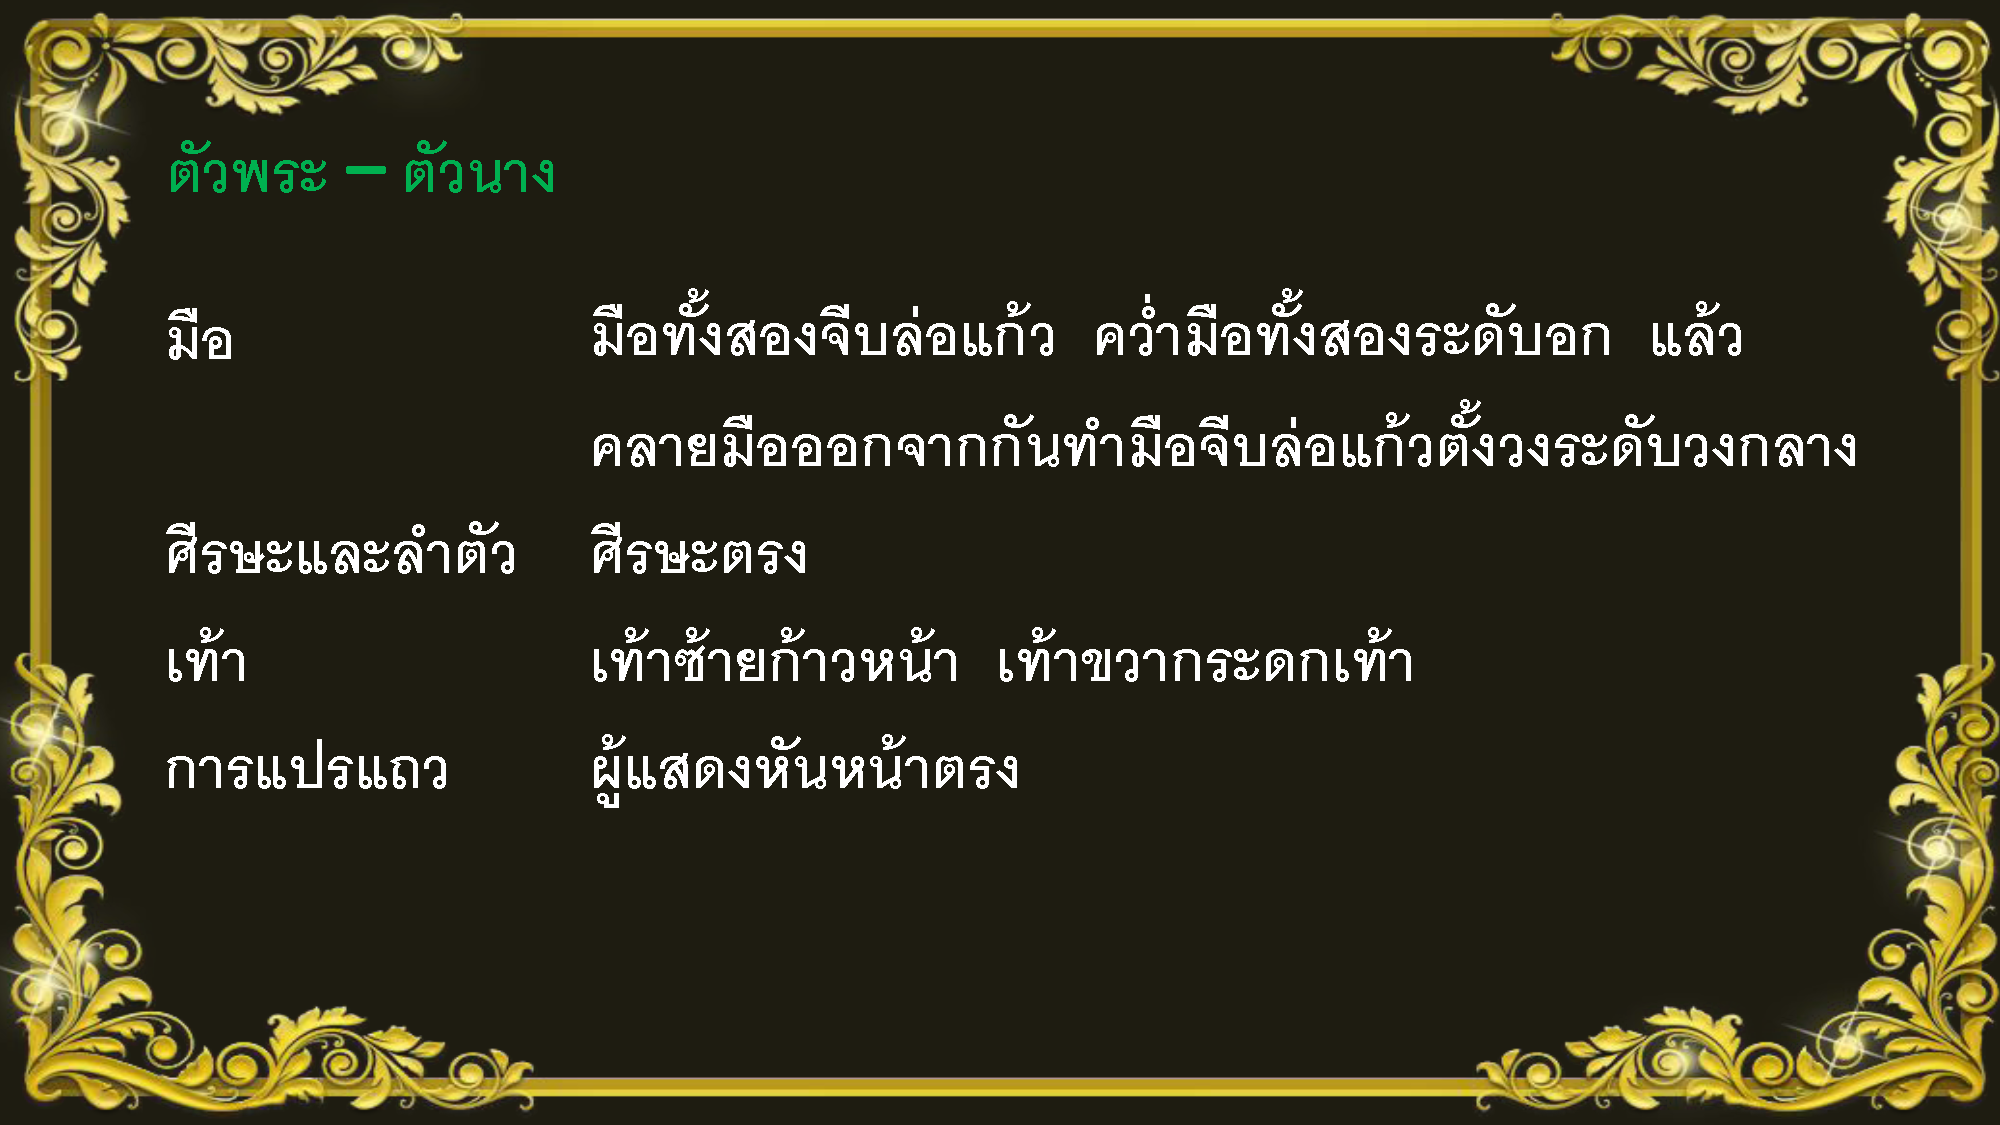 ตัวพระ – ตัวนาง
มือ มือทั้งสองจีบล่อแก้ว คว่ำมือทั้งสองระดับอก แล้ว
คลายมือออกจากกันทำมือจีบล่อแก้วตั้งวงระดับวงกลาง
ศีรษะและลำตัว ศีรษะตรง
เท้า เท้าซ้ายก้าวหน้า เท้าขวากระดกเท้า
การแปรแถว ผู้แสดงหันหน้าตรง